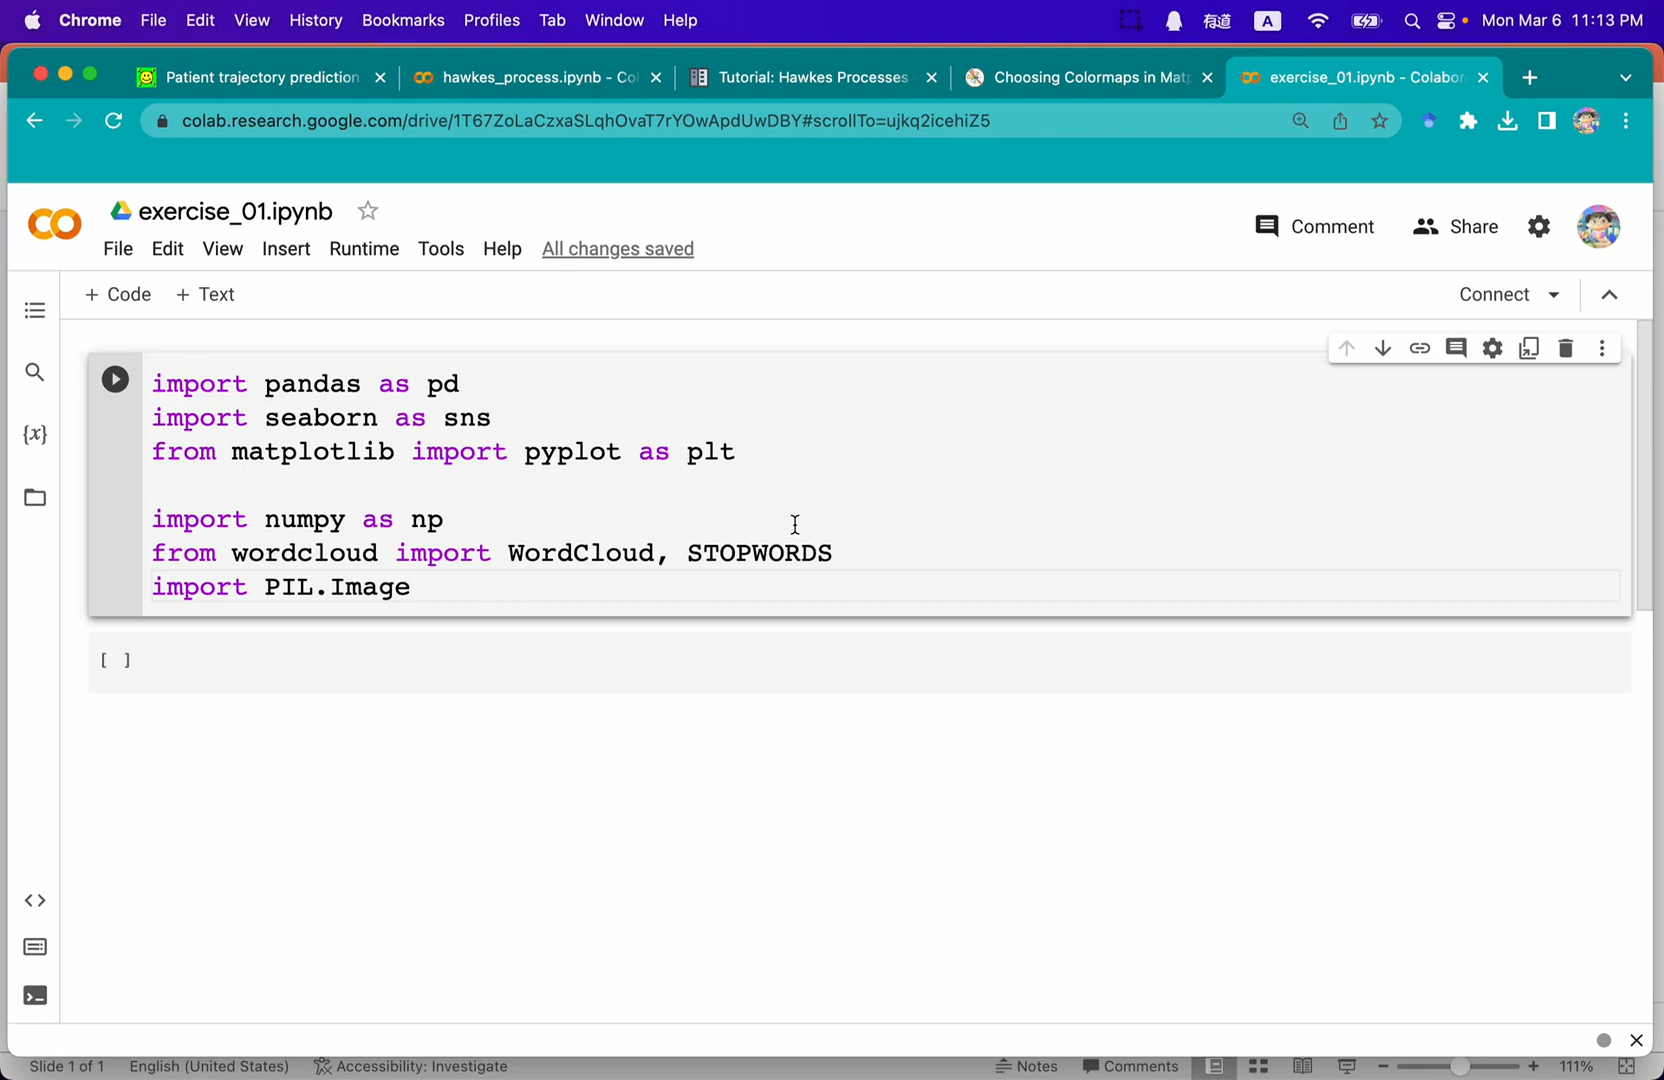 Chrome File Edit View History Bookmarks Profiles Tab Window Help 有道 A Mon Mar 6 11:13 PM
Patient trajectory prediction hawkes_process.ipynb - Col Tutorial: Hawkes Processes Choosing Colormaps in Mat exercise_01.ipynb - Colabor
colab.research.google.com/drive/1T67ZoLaCzxaSLqhOvaT7rYOwApdUwDBY#scrollTo=ujkq2icehiZ5
exercise_01.ipynb
Comment Share
File Edit View Insert Runtime Tools Help All changes saved
+ Code + Text Connect
import pandas as pd
import seaborn as sns
from matplotlib import pyplot as plt
import numpy as np
from wordcloud import WordCloud, STOPWORDS
import PIL.Image
[ ]
{x}
Slide 1 of 1 English (United States) Accessibility: Investigate Notes Comments 111%